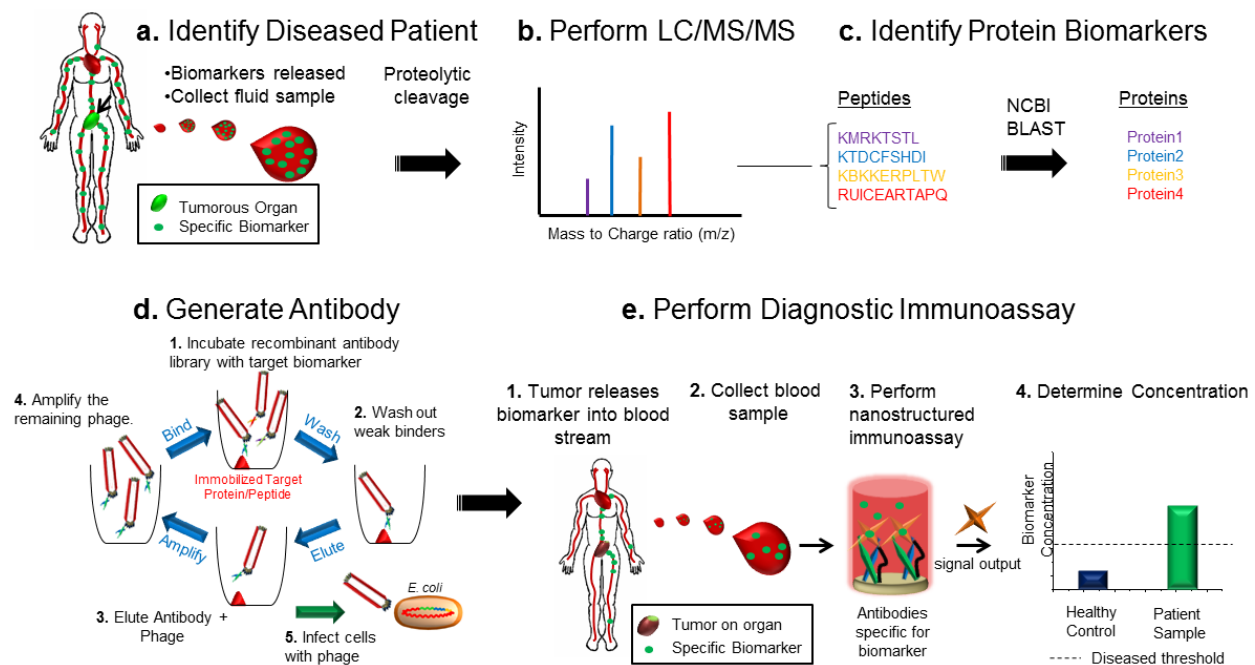 a. Identify Diseased Patient
•Biomarkers released
•Collect fluid sample
Proteolytic
cleavage
Tumorous Organ
Specific Biomarker
b. Perform LC/MS/MS
Intensity
Mass to Charge ratio (m/z)
c. Identify Protein Biomarkers
Peptides
KMRKTSTL
KTDCFSHDI
KBKKERPLTW
RUICEARTAPQ
NCBI
BLAST
Proteins
Protein1
Protein2
Protein3
Protein4
d. Generate Antibody
1. Incubate recombinant antibody
library with target biomarker
4. Amplify the
remaining phage.
Bind
Wash
2. Wash out
weak binders
Immobilized Target
Protein/Peptide
Amplify
Elute
3. Elute Antibody +
Phage
E. coli
5. Infect cells
with phage
e. Perform Diagnostic Immunoassay
1. Tumor releases
biomarker into blood
stream
2. Collect blood
sample
3. Perform
nanostructured
immunoassay
4. Determine Concentration
Tumor on organ
Specific Biomarker
Antibodies
specific for
biomarker
signal output
Biomarker
Concentration
Healthy
Control
Patient
Sample
Diseased threshold